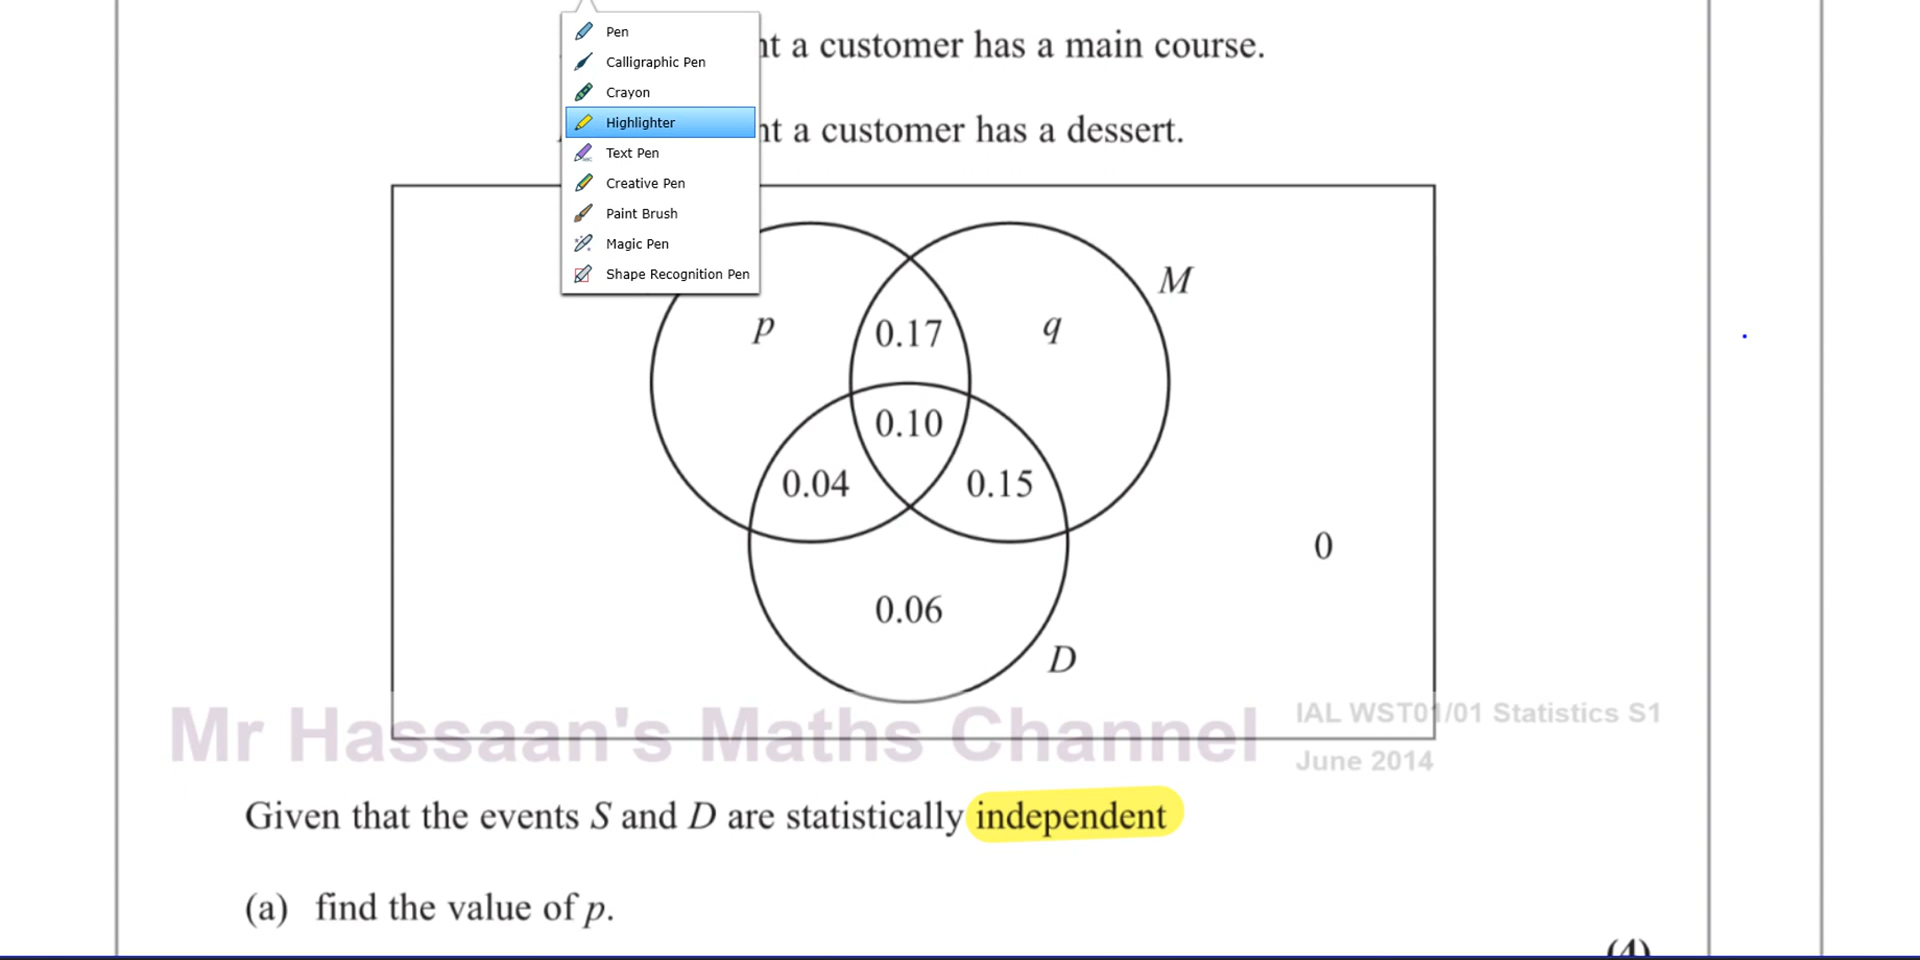 Pen
Calligraphic Pen
Crayon
Highlighter
Text Pen
Creative Pen
Paint Brush
Magic Pen
Shape Recognition Pen
a customer has a main course.
a customer has a dessert.
M
p
0.17
q
0.10
0.04
0.15
0
0.06
D
Mr Hassaan's Maths Channel
IAL WST01/01 Statistics S1
June 2014
Given that the events S and D are statistically independent
(a) find the value of p.
(4)